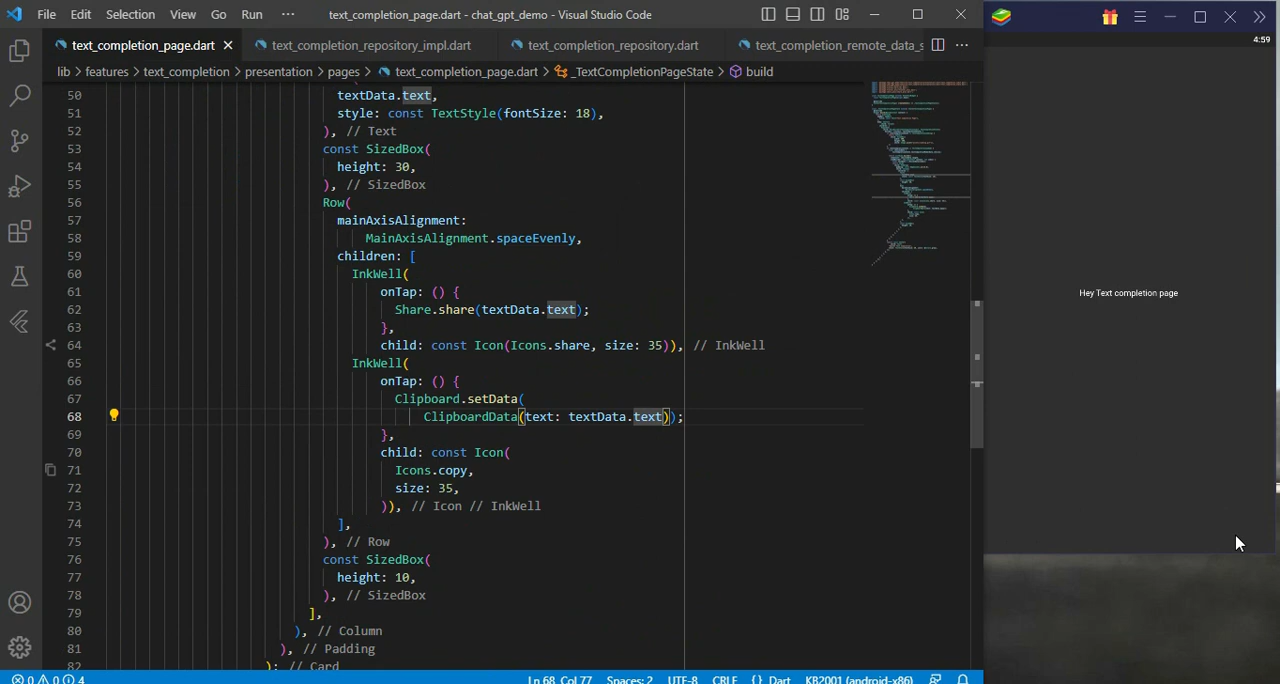 File Edit Selection View Go Run ··· text_completion_page.dart - chat_gpt_demo - Visual Studio Code
text_completion_page.dart text_completion_repository_impl.dart text_completion_repository.dart text_completion_remote_data_s
lib > features > text_completion > presentation > pages > text_completion_page.dart > _TextCompletionPageState > build
4:59
50 textData.text,
51 style: const TextStyle(fontSize: 18),
52 ), // Text
53 const SizedBox(
54 height: 30,
55 ), // SizedBox
56 Row(
57 mainAxisAlignment:
58 MainAxisAlignment.spaceEvenly,
59 children: [
60 InkWell(
61 onTap: () {
62 Share.share(textData.text);
63 },
64 child: const Icon(Icons.share, size: 35)), // InkWell
65 InkWell(
66 onTap: () {
67 Clipboard.setData(
68 ClipboardData(text: textData.text));
69 },
70 child: const Icon(
71 Icons.copy,
72 size: 35,
73 )), // Icon // InkWell
74 ],
75 ), // Row
76 const SizedBox(
77 height: 10,
78 ), // SizedBox
79 ],
80 ), // Column
81 ), // Padding
82 ); // Card
Hey Text completion page
0 0 4 Ln 68, Col 77 Spaces: 2 UTF-8 CRLF {} Dart KB2001 (android-x86)